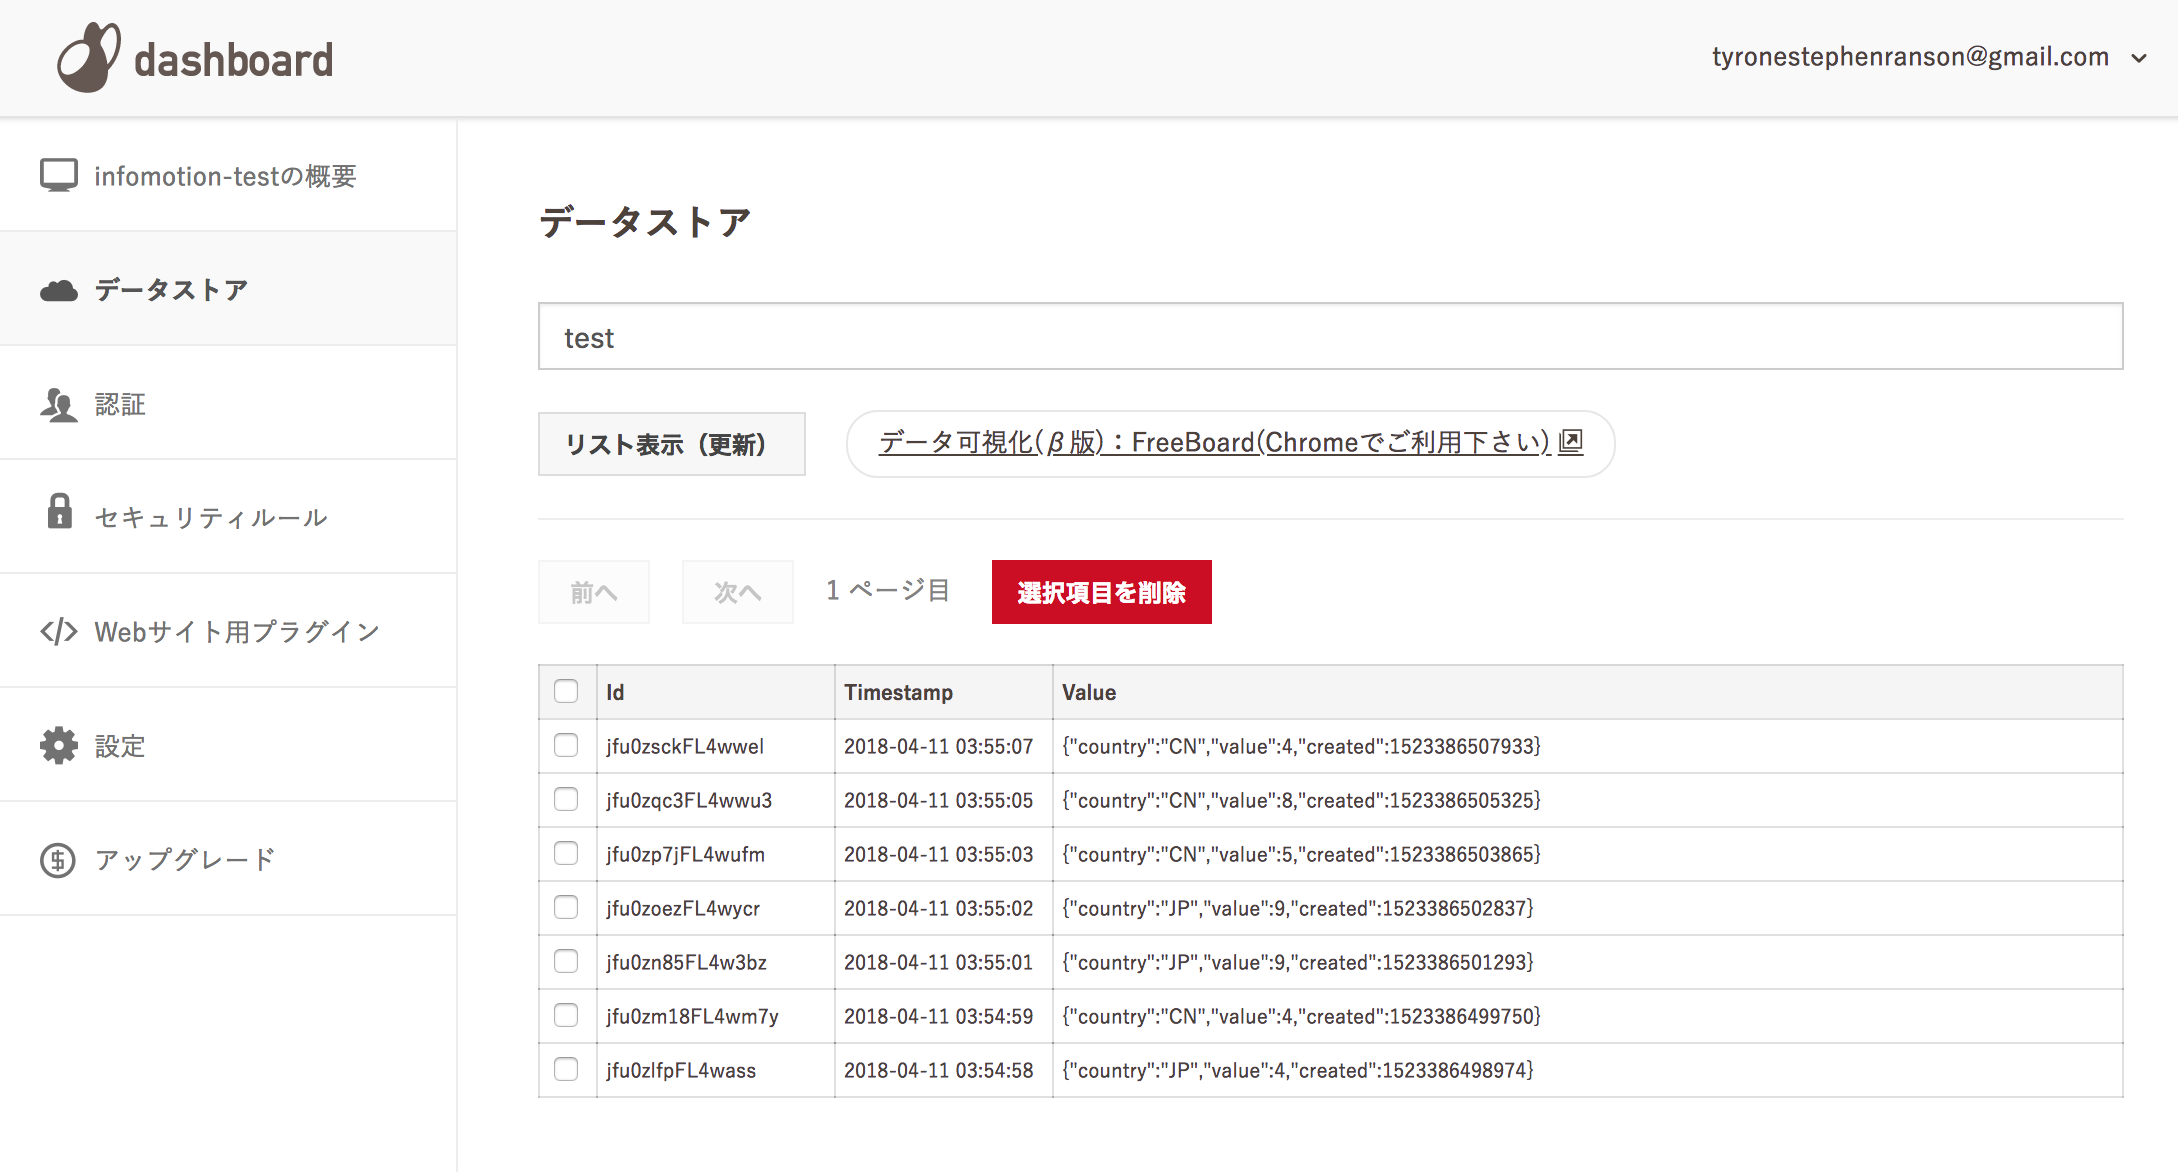 dashboard
tyronestephenranson@gmail.com
infomotion-testの概要
データストア
認証
セキュリティルール
Webサイト用プラグイン
設定
アップグレード
データストア
test
リスト表示（更新）
データ可視化(β版)：FreeBoard(Chromeでご利用下さい)
前へ 次へ 1 ページ目 選択項目を削除
Id Timestamp Value
jfu0zsckFL4wwel 2018-04-11 03:55:07 {"country":"CN","value":4,"created":1523386507933}
jfu0zqc3FL4wwu3 2018-04-11 03:55:05 {"country":"CN","value":8,"created":1523386505325}
jfu0zp7jFL4wufm 2018-04-11 03:55:03 {"country":"CN","value":5,"created":1523386503865}
jfu0zoezFL4wycr 2018-04-11 03:55:02 {"country":"JP","value":9,"created":1523386502837}
jfu0zn85FL4w3bz 2018-04-11 03:55:01 {"country":"JP","value":9,"created":1523386501293}
jfu0zm18FL4wm7y 2018-04-11 03:54:59 {"country":"CN","value":4,"created":1523386499750}
jfu0zlfpFL4wass 2018-04-11 03:54:58 {"country":"JP","value":4,"created":1523386498974}